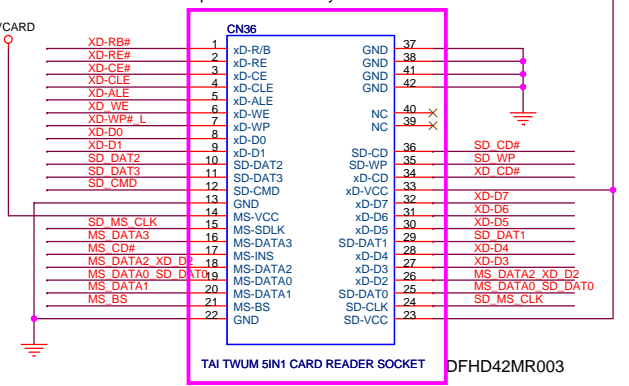 /CARD
CN36
XD-RB# 1 xD-R/B GND 37
XD-RE# 2 xD-RE GND 38
XD-CE# 3 xD-CE GND 41
XD-CLE 4 xD-CLE GND 42
XD-ALE 5 xD-ALE
XD_WE 6 xD-WE NC 40
XD-WP#_L 7 xD-WP NC 39
XD-D0 8 xD-D0
XD-D1 9 xD-D1 SD-CD 36 SD_CD#
SD_DAT2 10 SD-DAT2 SD-WP 35 SD_WP
SD_DAT3 11 SD-DAT3 xD-CD 34 XD_CD#
SD_CMD 12 SD-CMD xD-VCC 33
13 GND xD-D7 32 XD-D7
14 MS-VCC xD-D6 31 XD-D6
SD_MS_CLK 15 MS-SDLK xD-D5 30 XD-D5
MS_DATA3 16 MS-DATA3 SD-DAT1 29 SD_DAT1
MS_CD# 17 MS-INS xD-D4 28 XD-D4
MS_DATA2_XD_D2 18 MS-DATA2 xD-D3 27 XD-D3
MS_DATA0_SD_DAT0 19 MS-DATA0 xD-D2 26 MS_DATA2_XD_D2
MS_DATA1 20 MS-DATA1 SD-DAT0 25 MS_DATA0_SD_DAT0
MS_BS 21 MS-BS SD-CLK 24 SD_MS_CLK
22 GND SD-VCC 23
TAI TWUM 5IN1 CARD READER SOCKET DFHD42MR003